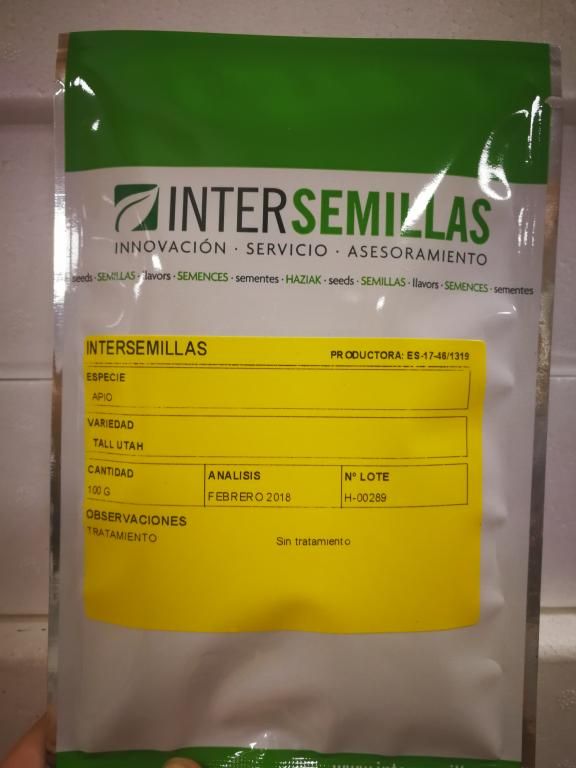 INTERSEMILLAS
INNOVACIÓN · SERVICIO · ASESORAMIENTO
seeds · SEMILLAS · llavors · SEMENCES · sementes · HAZIAK · seeds · SEMILLAS · llavors · SEMENCES · sementes
INTERSEMILLAS PRODUCTORA: ES-17-46/1319
ESPECIE
APIO
VARIEDAD
TALL UTAH
CANTIDAD ANALISIS Nº LOTE
100 G FEBRERO 2018 H-00289
OBSERVACIONES
TRATAMIENTO Sin tratamiento